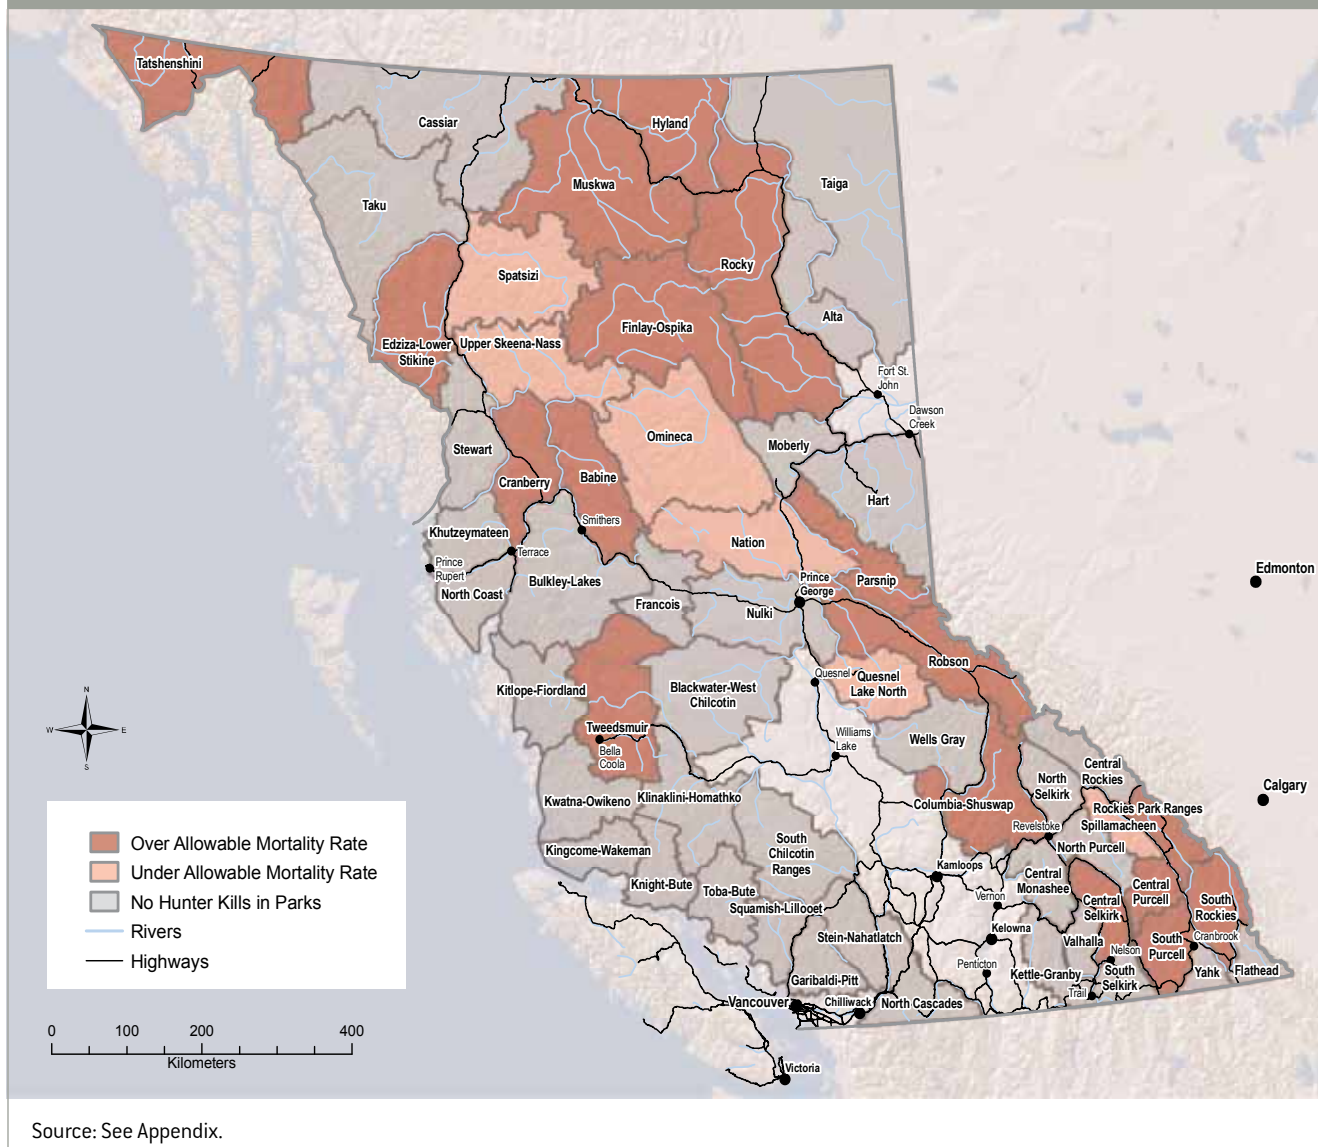 Tatshenshini
Cassiar
Hyland
Muskwa
Taiga
Taku
Rocky
Spatsizi
Alta
Finlay-Ospika
Edziza-Lower
Stikine
Upper Skeena-Nass
Fort St.
John
Dawson
Creek
Omineca
Moberly
Stewart
Cranberry
Babine
Hart
Smithers
Khutzeymateen
Nation
Terrace
Prince
Rupert
Bulkley-Lakes
Prince
George
Parsnip
North Coast
Francois
Nulki
Edmonton
Robson
Quesnel
Quesnel
Lake North
Kitlope-Fiordland
Blackwater-West
Chilcotin
Tweedsmuir
Bella
Coola
Williams
Lake
Wells Gray
Central
Rockies
North
Selkirk
Calgary
Kwatna-Owikeno
Klinaklini-Homathko
Columbia-Shuswap
Rockies Park Ranges
Revelstoke
Spillamacheen
North Purcell
Kingcome-Wakeman
South
Chilcotin
Ranges
Knight-Bute
Toba-Bute
Kamloops
Central
Monashee
Central
Purcell
Vernon
Central
Selkirk
South
Rockies
Squamish-Lillooet
Stein-Nahatlatch
Kelowna
Valhalla
Nelson
South
Purcell
Cranbrook
Penticton
Kettle-Granby
South
Selkirk
Yahk
Flathead
Garibaldi-Pitt
Trail
Vancouver
Chilliwack
North Cascades
Victoria
N
W
E
S
Over Allowable Mortality Rate
Under Allowable Mortality Rate
No Hunter Kills in Parks
Rivers
Highways
0 100 200 400
Kilometers
Source: See Appendix.